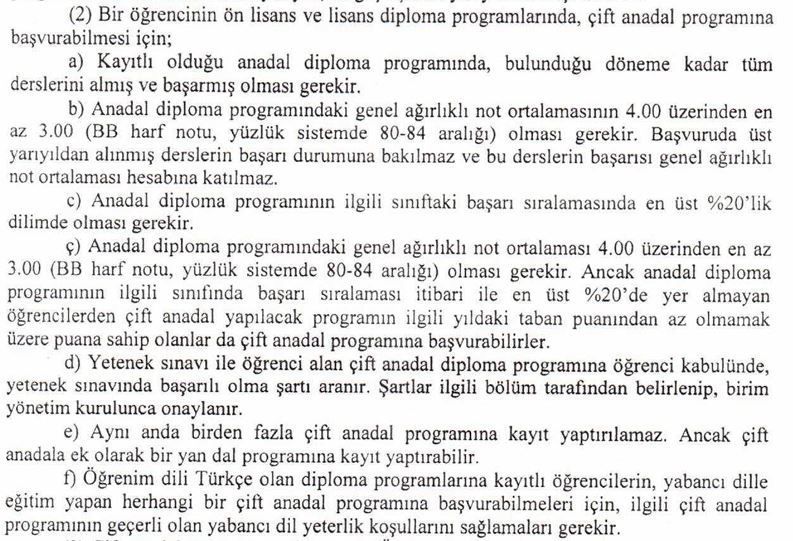 (2) Bir öğrencinin ön lisans ve lisans diploma programlarında, çift anadal programına
başvurabilmesi için;
a) Kayıtlı olduğu anadal diploma programında, bulunduğu döneme kadar tüm
derslerini almış ve başarmış olması gerekir.
b) Anadal diploma programındaki genel ağırlıklı not ortalamasının 4.00 üzerinden en
az 3.00 (BB harf notu, yüzlük sistemde 80-84 aralığı) olması gerekir. Başvuruda üst
yarıyıldan alınmış derslerin başarı durumuna bakılmaz ve bu derslerin başarısı genel ağırlıklı
not ortalaması hesabına katılmaz.
c) Anadal diploma programının ilgili sınıftaki başarı sıralamasında en üst %20'lik
dilimde olması gerekir.
ç) Anadal diploma programındaki genel ağırlıklı not ortalaması 4.00 üzerinden en az
3.00 (BB harf notu, yüzlük sistemde 80-84 aralığı) olması gerekir. Ancak anadal diploma
programının ilgili sınıfında başarı sıralaması itibari ile en üst %20'de yer almayan
öğrencilerden çift anadal yapılacak programın ilgili yıldaki taban puanından az olmamak
üzere puana sahip olanlar da çift anadal programına başvurabilirler.
d) Yetenek sınavı ile öğrenci alan çift anadal diploma programına öğrenci kabulünde,
yetenek sınavında başarılı olma şartı aranır. Şartlar ilgili bölüm tarafından belirlenip, birim
yönetim kurulunca onaylanır.
e) Aynı anda birden fazla çift anadal programına kayıt yaptırılamaz. Ancak çift
anadala ek olarak bir yan dal programına kayıt yaptırabilir.
f) Öğrenim dili Türkçe olan diploma programlarına kayıtlı öğrencilerin, yabancı dille
eğitim yapan herhangi bir çift anadal programına başvurabilmeleri için, ilgili çift anadal
programının geçerli olan yabancı dil yeterlik koşullarını sağlamaları gerekir.